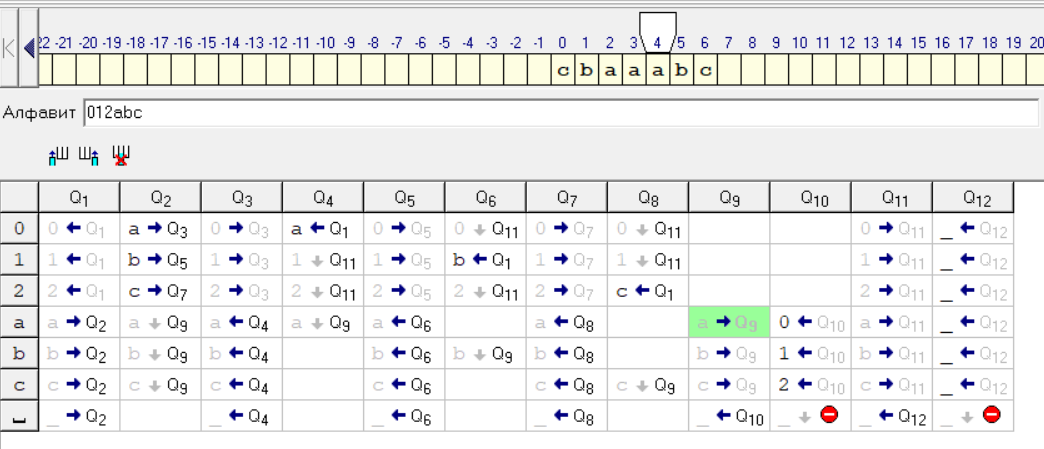 22 -21 -20 -19 -18 -17 -16 -15 -14 -13 -12 -11 -10 -9 -8 -7 -6 -5 -4 -3 -2 -1 0 1 2 3 4 5 6 7 8 9 10 11 12 13 14 15 16 17 18 19 20
c b a a a b c
Алфавит 012abc
Q1 Q2 Q3 Q4 Q5 Q6 Q7 Q8 Q9 Q10 Q11 Q12
0 0 ← Q1 a → Q3 0 → Q3 a ← Q1 0 → Q5 0 ↓ Q11 0 → Q7 0 ↓ Q11 0 → Q11 _ ← Q12
1 1 ← Q1 b → Q5 1 → Q3 1 ↓ Q11 1 → Q5 b ← Q1 1 → Q7 1 ↓ Q11 1 → Q11 _ ← Q12
2 2 ← Q1 c → Q7 2 → Q3 2 ↓ Q11 2 → Q5 2 ↓ Q11 2 → Q7 c ← Q1 2 → Q11 _ ← Q12
a a → Q2 a ↓ Q9 a ← Q4 a ↓ Q9 a ← Q6 a ← Q8 a → Q9 0 ← Q10 a → Q11 _ ← Q12
b b → Q2 b ↓ Q9 b ← Q4 b ← Q6 b ↓ Q9 b ← Q8 b → Q9 1 ← Q10 b → Q11 _ ← Q12
c c → Q2 c ↓ Q9 c ← Q4 c ← Q6 c ← Q8 c ↓ Q9 c → Q9 2 ← Q10 c → Q11 _ ← Q12
_ _ → Q2 _ ← Q4 _ ← Q6 _ ← Q8 _ ← Q10 _ ↓ _ ← Q12 _ ↓